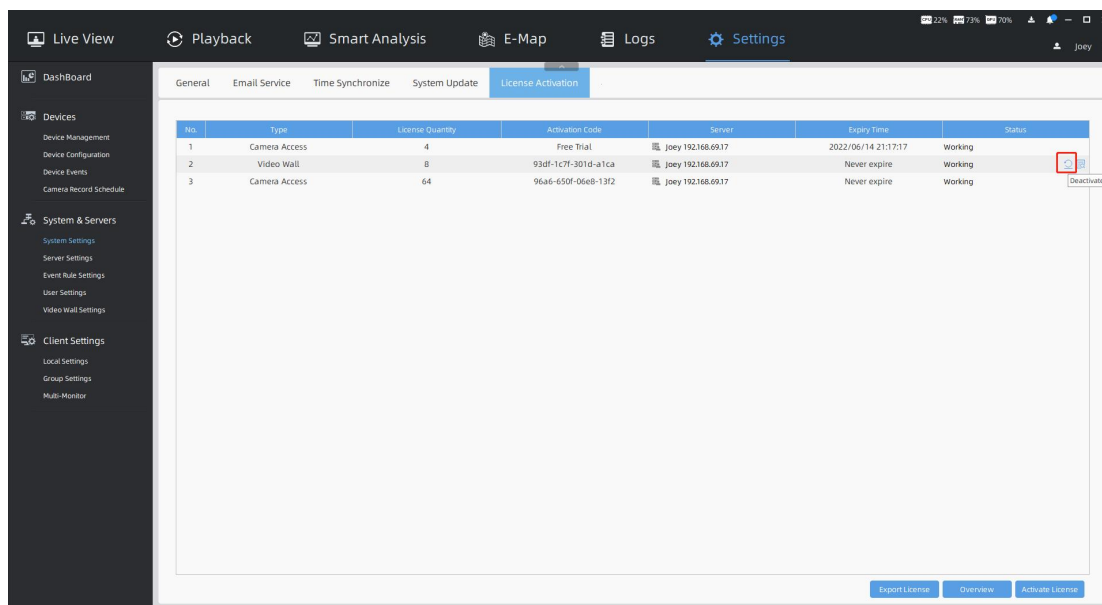 CPU 22% RAM 73% GPU 70%
Live View Playback Smart Analysis E-Map Logs Settings
Joey
DashBoard
General Email Service Time Synchronize System Update License Activation
Devices
Device Management
Device Configuration
Device Events
Camera Record Schedule
System & Servers
System Settings
Server Settings
Event Rule Settings
User Settings
Video Wall Settings
Client Settings
Local Settings
Group Settings
Multi-Monitor
No. Type License Quantity Activation Code Server Expiry Time Status
1 Camera Access 4 Free Trial Joey 192.168.69.17 2022/06/14 21:17:17 Working
2 Video Wall 8 93df-1c7f-301d-a1ca Joey 192.168.69.17 Never expire Working
3 Camera Access 64 96a6-650f-06e8-13f2 Joey 192.168.69.17 Never expire Working
Deactivate
Export License Overview Activate License